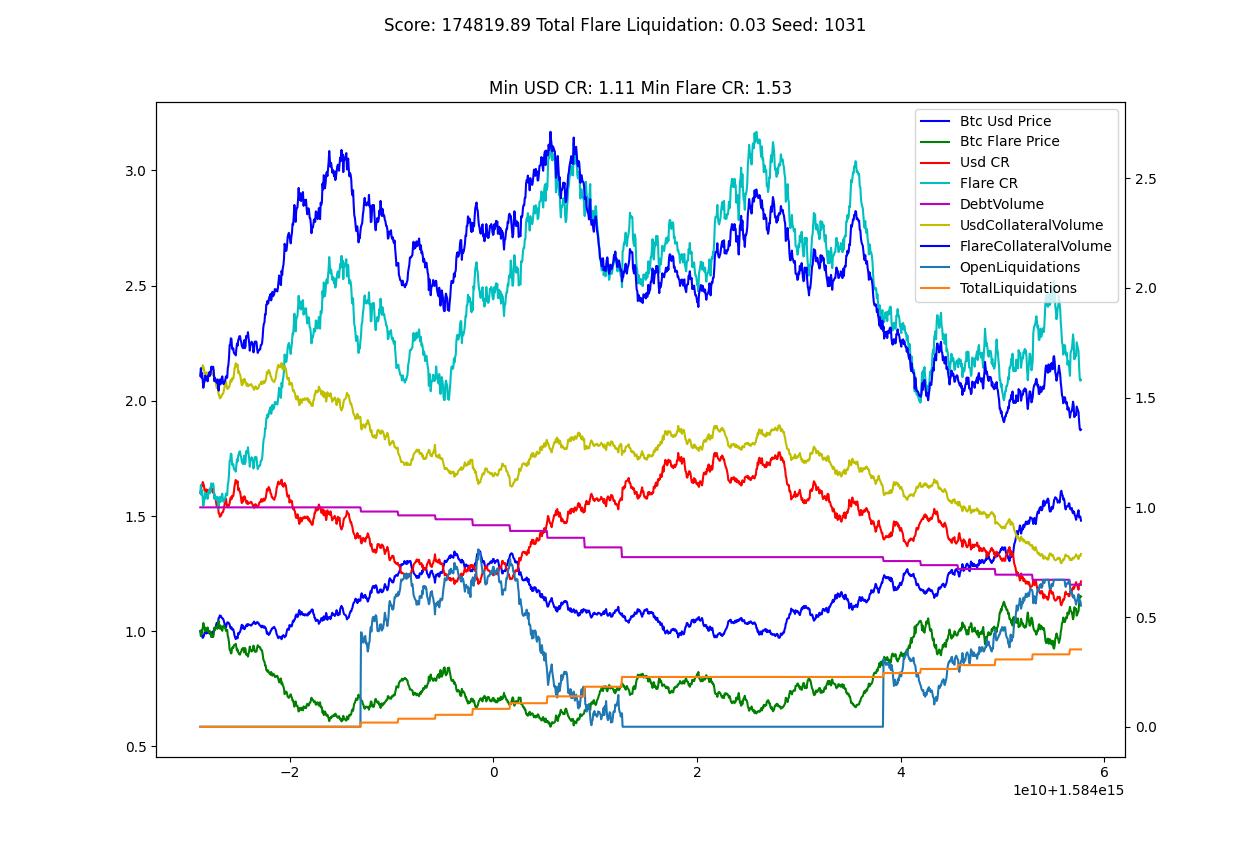 Score: 174819.89 Total Flare Liquidation: 0.03 Seed: 1031
Min USD CR: 1.11 Min Flare CR: 1.53
Btc Usd Price
Btc Flare Price
Usd CR
Flare CR
DebtVolume
UsdCollateralVolume
FlareCollateralVolume
OpenLiquidations
TotalLiquidations
3.0
2.5
2.0
1.5
1.0
0.5
2.5
2.0
1.5
1.0
0.5
0.0
−2
0
2
4
6
1e10+1.584e15